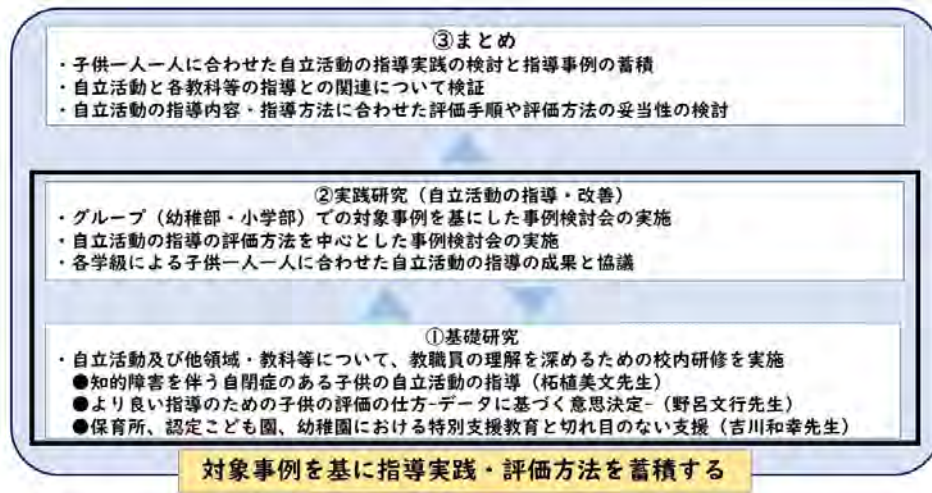 ③まとめ
・子供一人一人に合わせた自立活動の指導実践の検討と指導事例の蓄積
・自立活動と各教科等の指導との関連について検証
・自立活動の指導内容・指導方法に合わせた評価手順や評価方法の妥当性の検討
②実践研究（自立活動の指導・改善）
・グループ（幼稚部・小学部）での対象事例を基にした事例検討会の実施
・自立活動の指導の評価方法を中心とした事例検討会の実施
・各学級による子供一人一人に合わせた自立活動の指導の成果と協議
①基礎研究
・自立活動及び他領域・教科等について、教職員の理解を深めるための校内研修を実施
●知的障害を伴う自閉症のある子供の自立活動の指導（柘植美文先生）
●より良い指導のための子供の評価の仕方-データに基づく意思決定-（野呂文行先生）
●保育所、認定こども園、幼稚園における特別支援教育と切れ目のない支援（吉川和幸先生）
対象事例を基に指導実践・評価方法を蓄積する